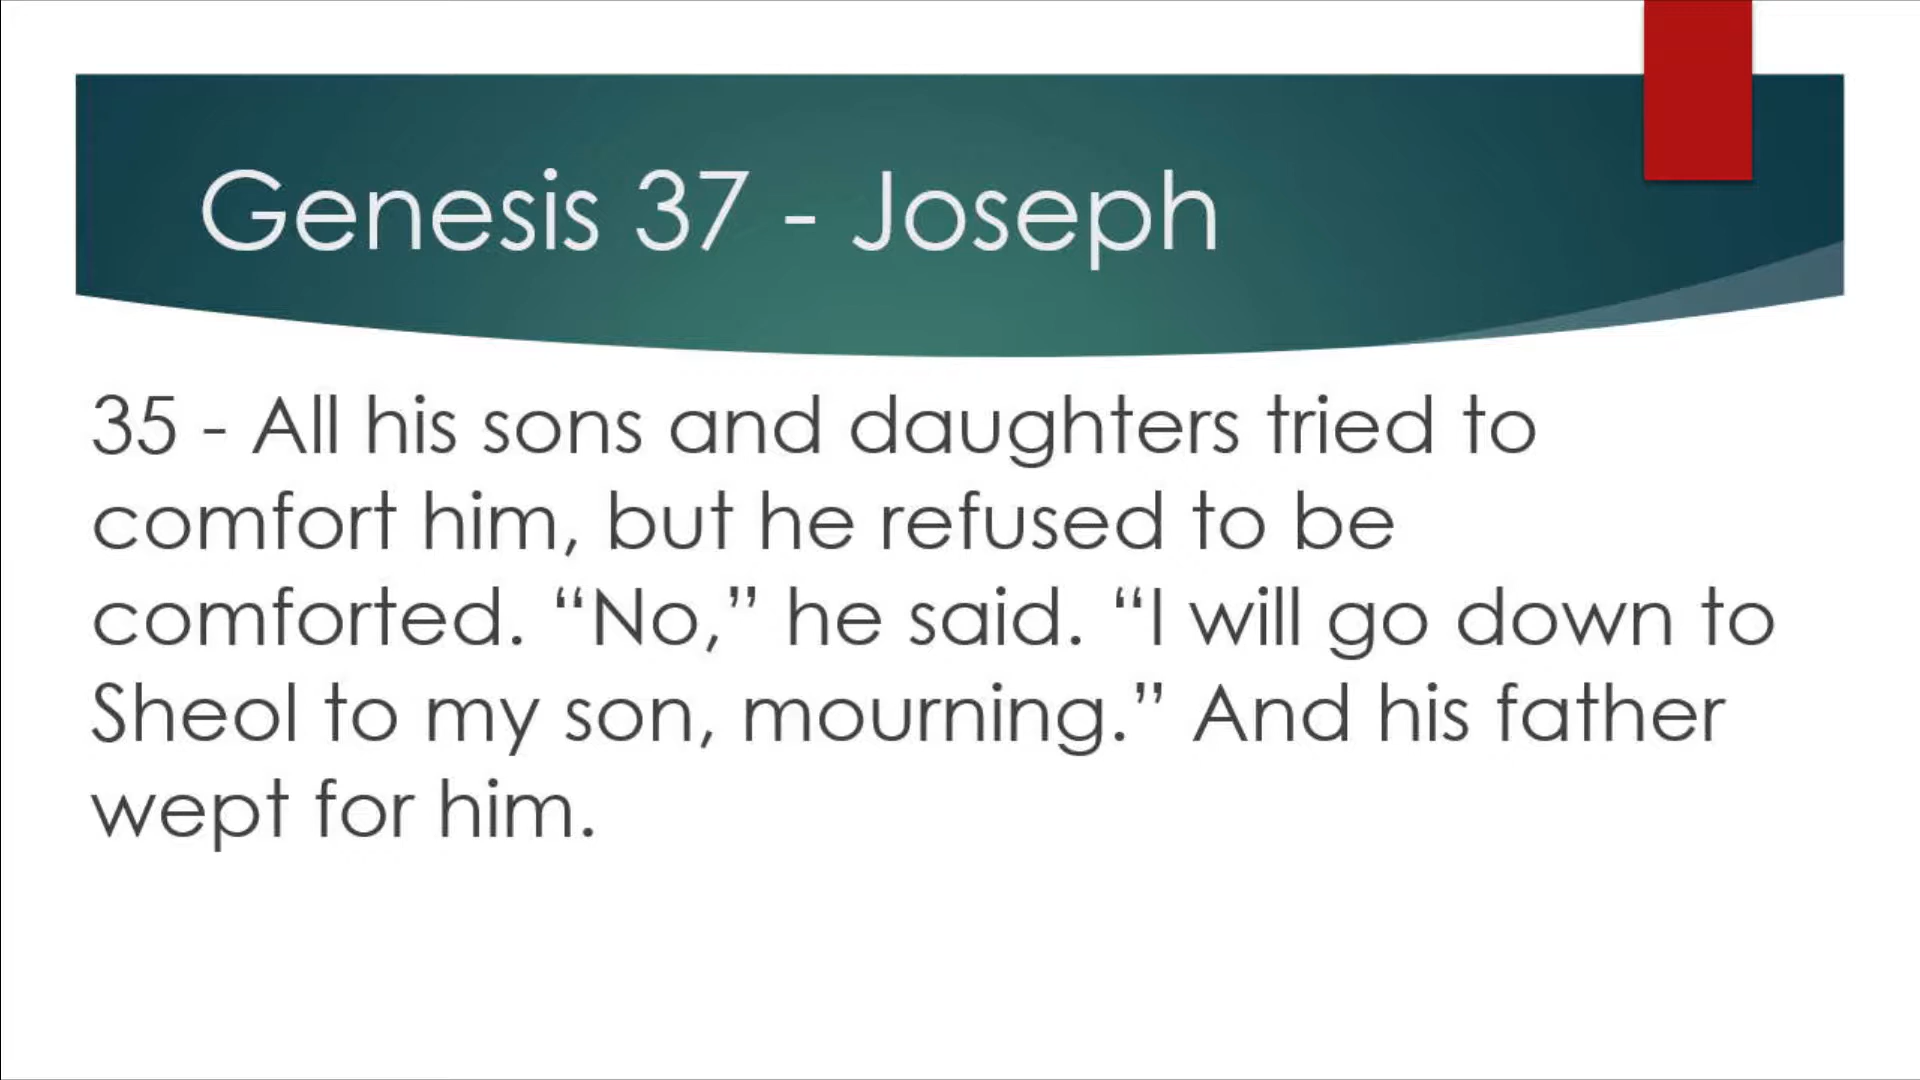 Genesis 37 - Joseph
35 - All his sons and daughters tried to
comfort him, but he refused to be
comforted. “No,” he said. “I will go down to
Sheol to my son, mourning.” And his father
wept for him.